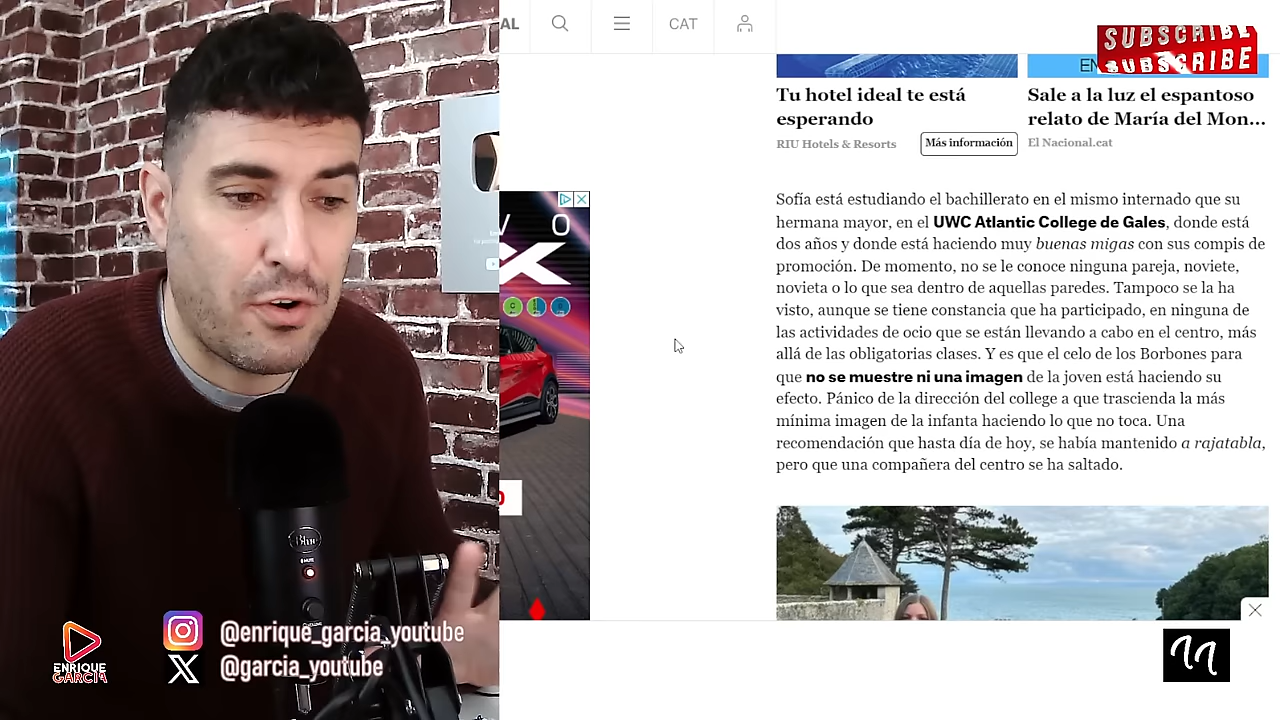 AL
CAT
SUBSCRIBE
SUBSCRIBE
EN
Tu hotel ideal te está
esperando
RIU Hotels & Resorts
Más información
Sale a la luz el espantoso
relato de María del Mon...
El Nacional.cat
V O
X
Sofía está estudiando el bachillerato en el mismo internado que su
hermana mayor, en el UWC Atlantic College de Gales, donde está
dos años y donde está haciendo muy buenas migas con sus compis de
promoción. De momento, no se le conoce ninguna pareja, noviete,
novieta o lo que sea dentro de aquellas paredes. Tampoco se la ha
visto, aunque se tiene constancia que ha participado, en ninguna de
las actividades de ocio que se están llevando a cabo en el centro, más
allá de las obligatorias clases. Y es que el celo de los Borbones para
que no se muestre ni una imagen de la joven está haciendo su
efecto. Pánico de la dirección del college a que trascienda la más
mínima imagen de la infanta haciendo lo que no toca. Una
recomendación que hasta día de hoy, se había mantenido a rajatabla,
pero que una compañera del centro se ha saltado.
Blue
ENRIQUE
GARCIA
@enrique_garcia_youtube
@garcia_youtube